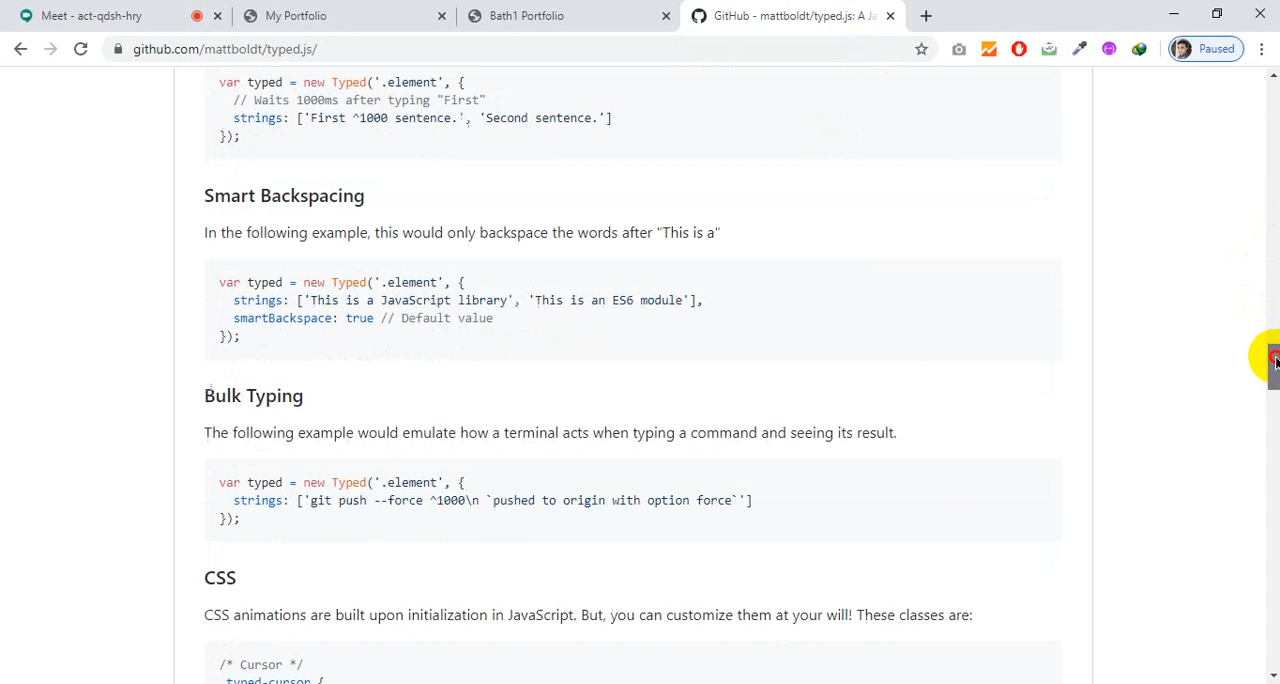 Meet - act-qdsh-hry
My Portfolio
Bath1 Portfolio
GitHub - mattboldt/typed.js: A Ja
github.com/mattboldt/typed.js/
Paused
var typed = new Typed('.element', {
// Waits 1000ms after typing "First"
strings: ['First ^1000 sentence.', 'Second sentence.']
});
Smart Backspacing
In the following example, this would only backspace the words after "This is a"
var typed = new Typed('.element', {
strings: ['This is a JavaScript library', 'This is an ES6 module'],
smartBackspace: true // Default value
});
Bulk Typing
The following example would emulate how a terminal acts when typing a command and seeing its result.
var typed = new Typed('.element', {
strings: ['git push --force ^1000\n `pushed to origin with option force`']
});
CSS
CSS animations are built upon initialization in JavaScript. But, you can customize them at your will! These classes are:
/* Cursor */
.typed-cursor {